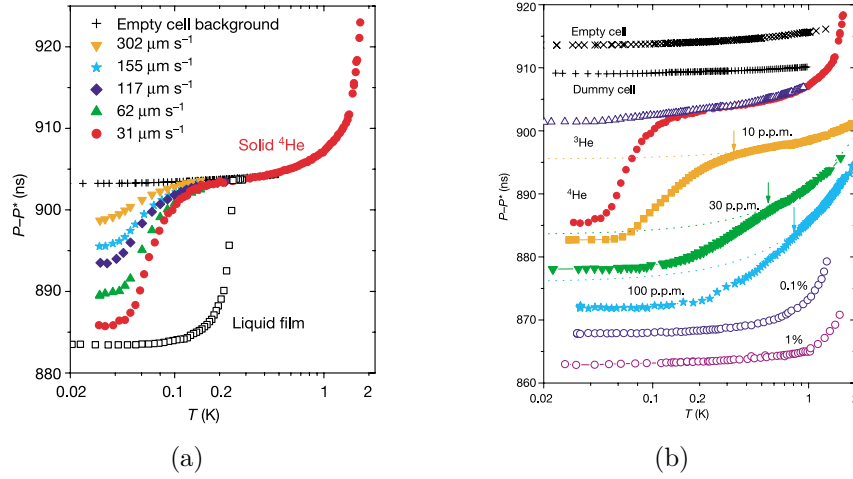 + Empty cell background
302 μm s⁻¹
155 μm s⁻¹
117 μm s⁻¹
62 μm s⁻¹
31 μm s⁻¹
Solid ⁴He
Liquid film
P–P* (ns)
920
910
900
890
880
0.02
0.1
1
2
T (K)
(a)
Empty cell
Dummy cell
³He
10 p.p.m.
⁴He
30 p.p.m.
100 p.p.m.
0.1%
1%
P–P* (ns)
920
910
900
890
880
870
860
0.02
0.1
0.2
1
2
T (K)
(b)